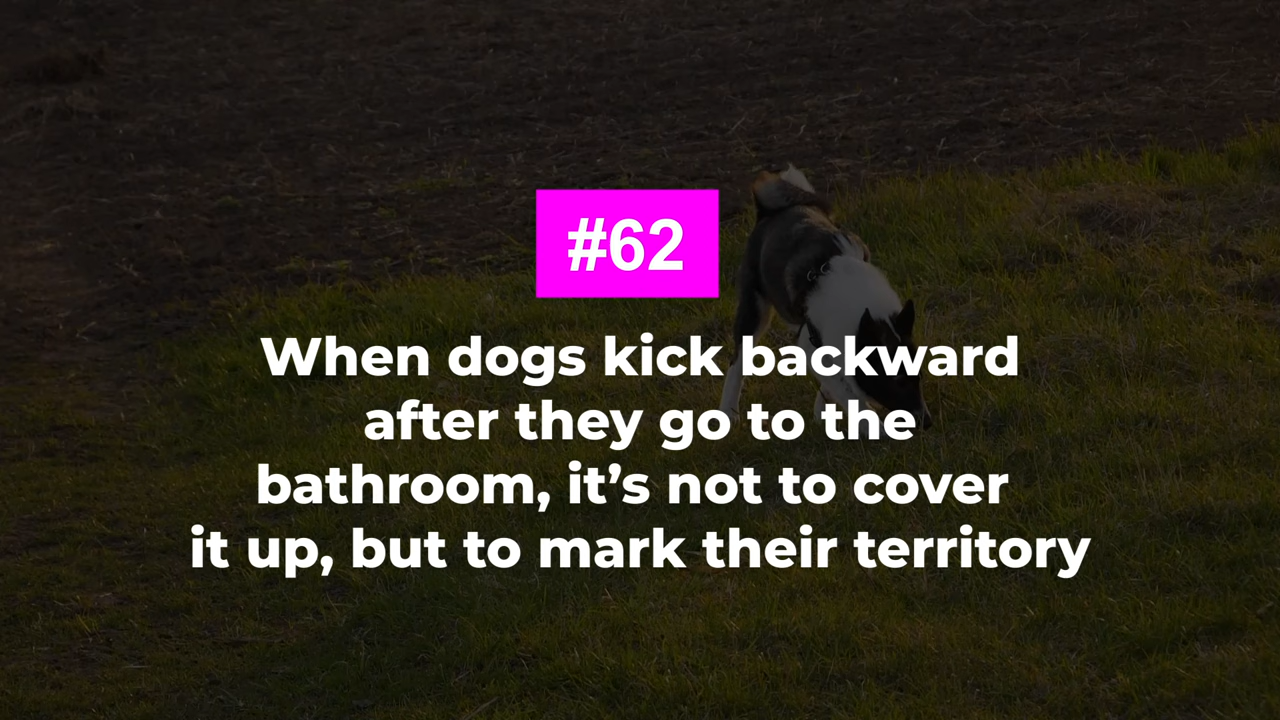 #62
When dogs kick backward
after they go to the
bathroom, it’s not to cover
it up, but to mark their territory